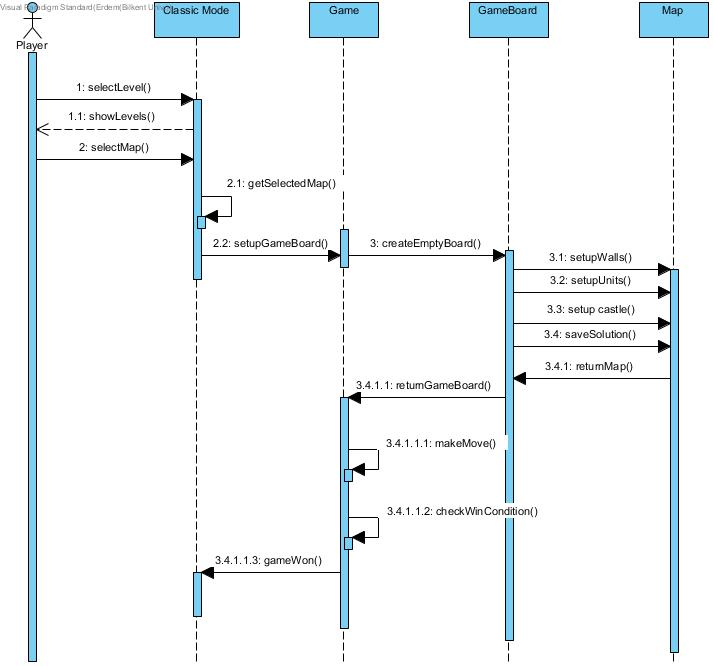 Visual Paradigm Standard(Erdem(Bilkent Univ
Classic Mode
Game
GameBoard
Map
Player
1: selectLevel()
1.1: showLevels()
2: selectMap()
2.1: getSelectedMap()
2.2: setupGameBoard()
3: createEmptyBoard()
3.1: setupWalls()
3.2: setupUnits()
3.3: setup castle()
3.4: saveSolution()
3.4.1: returnMap()
3.4.1.1: returnGameBoard()
3.4.1.1.1: makeMove()
3.4.1.1.2: checkWinCondition()
3.4.1.1.3: gameWon()